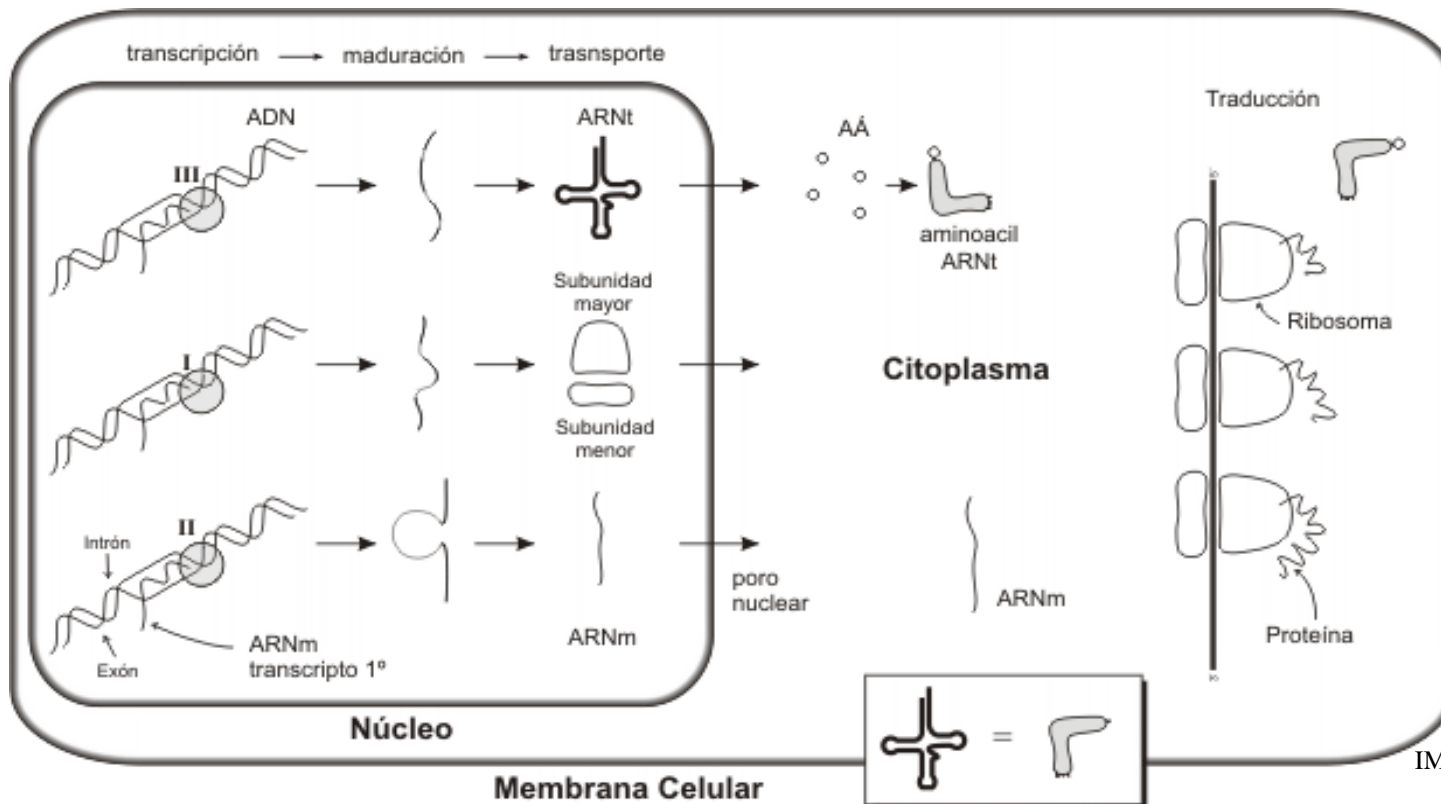 transcripción → maduración → trasnsporte
ADN
ARNt
III
AÁ
aminoacil
ARNt
Traducción
Subunidad
mayor
I
Subunidad
menor
Citoplasma
Ribosoma
II
Intrón
Exón
ARNm
transcripto 1º
ARNm
poro
nuclear
ARNm
Proteína
Núcleo
=
Membrana Celular
IM